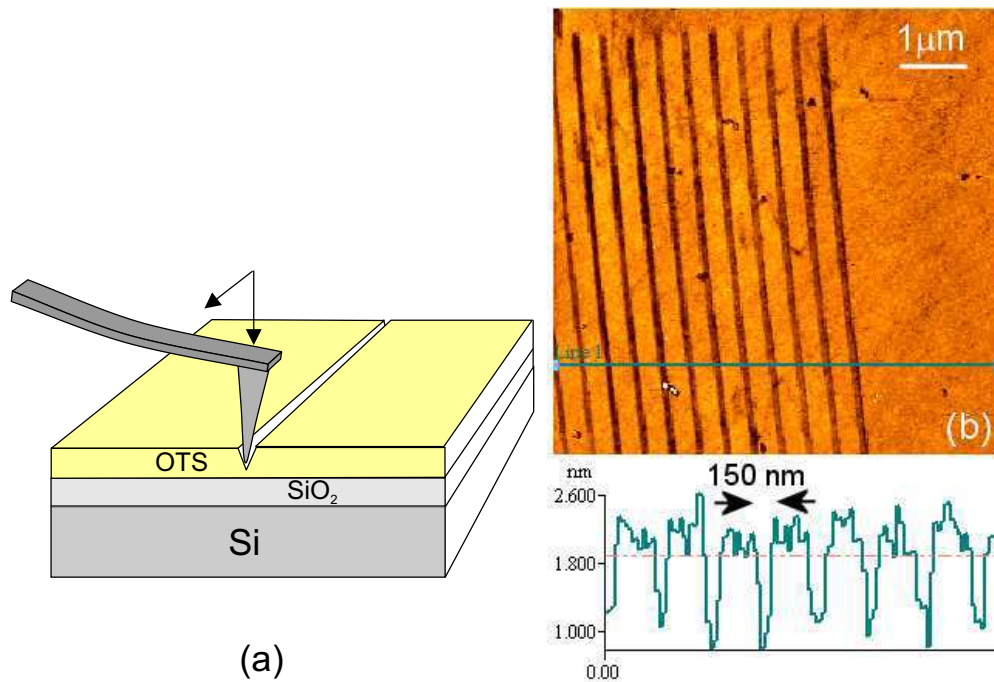 OTS
SiO₂
Si
(a)
1μm
Line 1
(b)
nm
150 nm
2.600
1.800
1.000
0.00